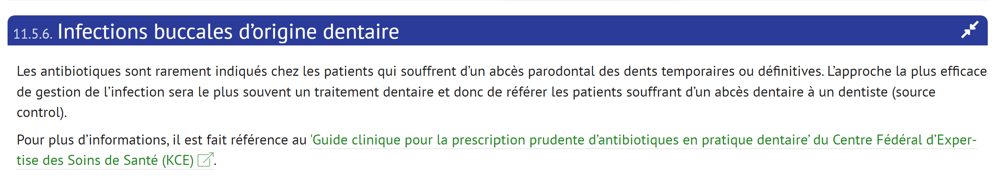 11.5.6. Infections buccales d’origine dentaire
Les antibiotiques sont rarement indiqués chez les patients qui souffrent d’un abcès parodontal des dents temporaires ou définitives. L’approche la plus efficace
de gestion de l’infection sera le plus souvent un traitement dentaire et donc de référer les patients souffrant d’un abcès dentaire à un dentiste (source
control).
Pour plus d’informations, il est fait référence au 'Guide clinique pour la prescription prudente d’antibiotiques en pratique dentaire’ du Centre Fédéral d’Exper-
tise des Soins de Santé (KCE).